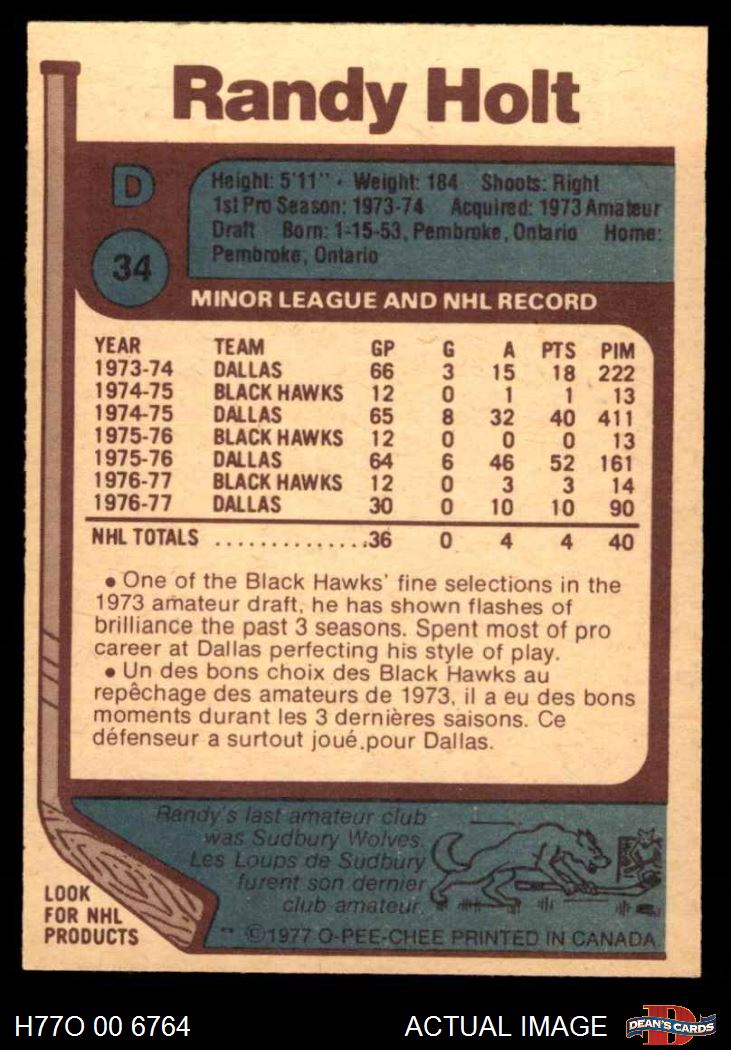 Randy Holt
D
34
Height: 5'11" · Weight: 184 Shoots: Right
1st Pro Season: 1973-74 Acquired: 1973 Amateur
Draft Born: 1-15-53, Pembroke, Ontario Home:
Pembroke, Ontario
MINOR LEAGUE AND NHL RECORD
YEAR TEAM GP G A PTS PIM
1973-74 DALLAS 66 3 15 18 222
1974-75 BLACK HAWKS 12 0 1 1 13
1974-75 DALLAS 65 8 32 40 411
1975-76 BLACK HAWKS 12 0 0 0 13
1975-76 DALLAS 64 6 46 52 161
1976-77 BLACK HAWKS 12 0 3 3 14
1976-77 DALLAS 30 0 10 10 90
NHL TOTALS ..............36 0 4 4 40
• One of the Black Hawks' fine selections in the
1973 amateur draft, he has shown flashes of
brilliance the past 3 seasons. Spent most of pro
career at Dallas perfecting his style of play.
• Un des bons choix des Black Hawks au
repêchage des amateurs de 1973, il a eu des bons
moments durant les 3 dernières saisons. Ce
défenseur a surtout joué pour Dallas.
Randy's last amateur club
was Sudbury Wolves.
Les Loups de Sudbury
furent son dernier
club amateur.
LOOK
FOR NHL
PRODUCTS
** ©1977 O-PEE-CHEE PRINTED IN CANADA
H77O 00 6764
ACTUAL IMAGE
D
DEAN'S CARDS